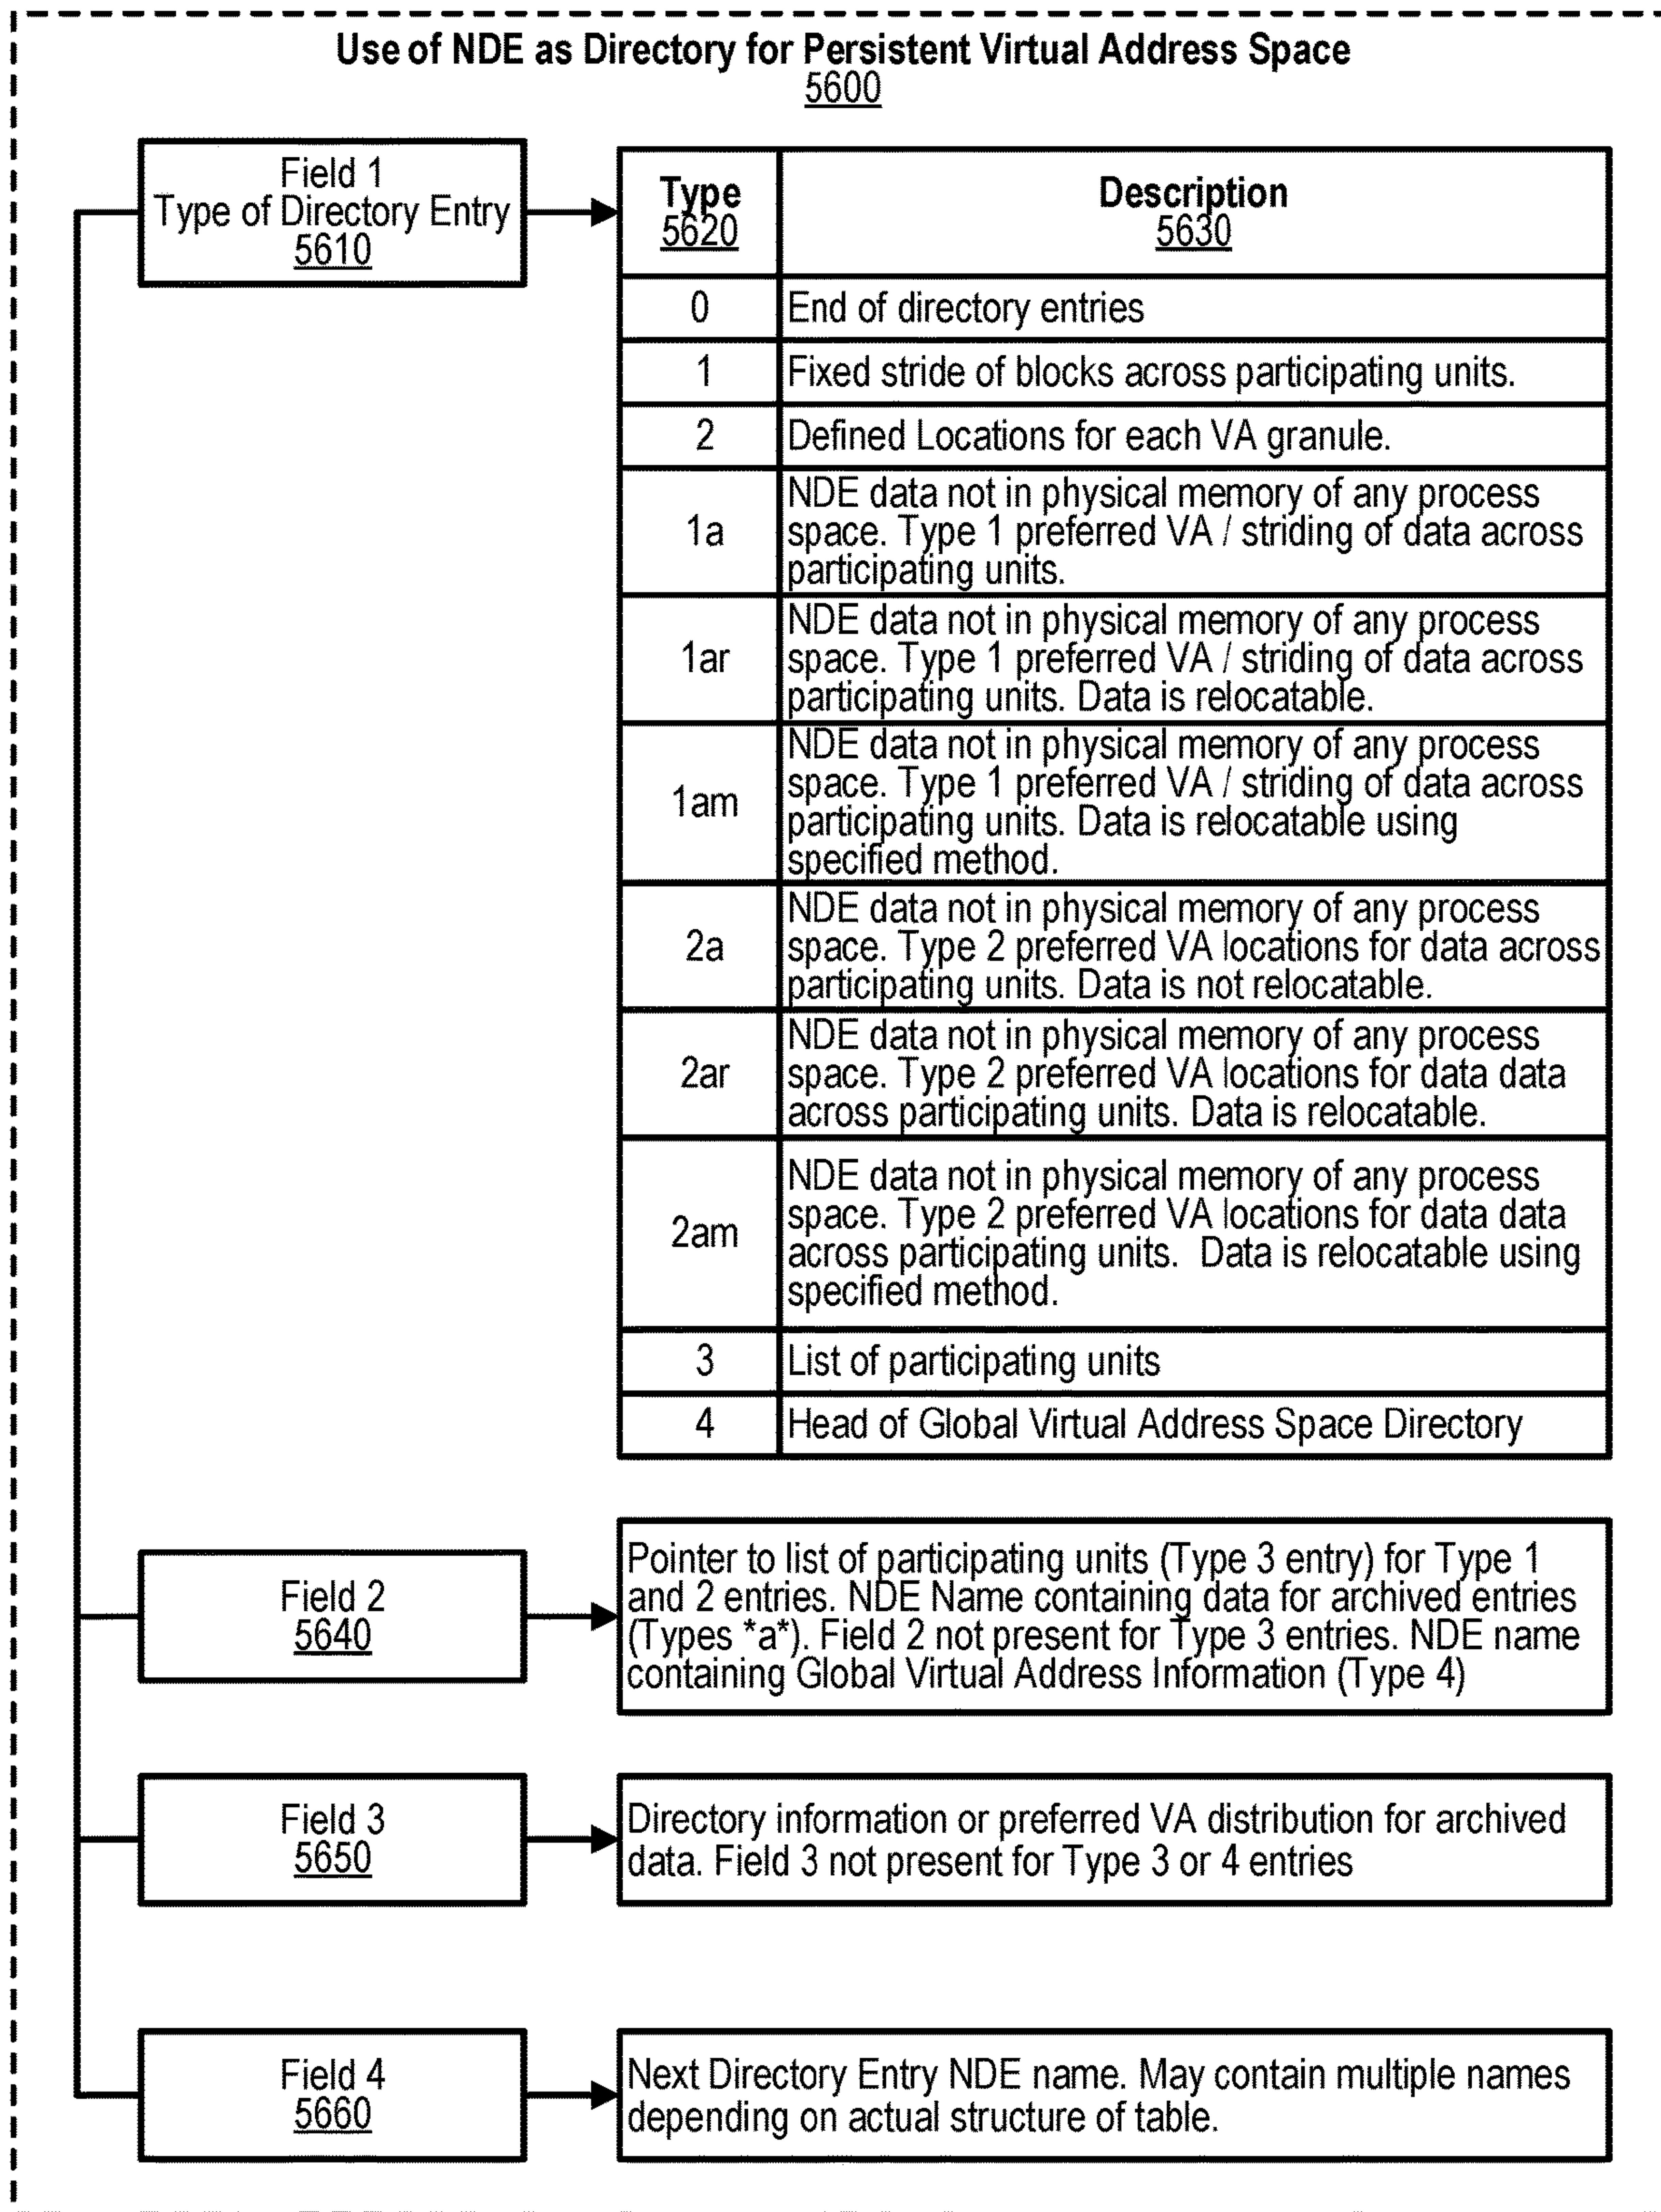 Use of NDE as Directory for Persistent Virtual Address Space
5600
Field 1
Type of Directory Entry
5610
Type
5620
Description
5630
0
End of directory entries
1
Fixed stride of blocks across participating units.
2
Defined Locations for each VA granule.
1a
NDE data not in physical memory of any process
space. Type 1 preferred VA / striding of data across
participating units.
1ar
NDE data not in physical memory of any process
space. Type 1 preferred VA / striding of data across
participating units. Data is relocatable.
1am
NDE data not in physical memory of any process
space. Type 1 preferred VA / striding of data across
participating units. Data is relocatable using
specified method.
2a
NDE data not in physical memory of any process
space. Type 2 preferred VA locations for data across
participating units. Data is not relocatable.
2ar
NDE data not in physical memory of any process
space. Type 2 preferred VA locations for data data
across participating units. Data is relocatable.
2am
NDE data not in physical memory of any process
space. Type 2 preferred VA locations for data data
across participating units.  Data is relocatable using
specified method.
3
List of participating units
4
Head of Global Virtual Address Space Directory
Field 2
5640
Pointer to list of participating units (Type 3 entry) for Type 1
and 2 entries. NDE Name containing data for archived entries
(Types *a*). Field 2 not present for Type 3 entries. NDE name
containing Global Virtual Address Information (Type 4)
Field 3
5650
Directory information or preferred VA distribution for archived
data. Field 3 not present for Type 3 or 4 entries
Field 4
5660
Next Directory Entry NDE name. May contain multiple names
depending on actual structure of table.